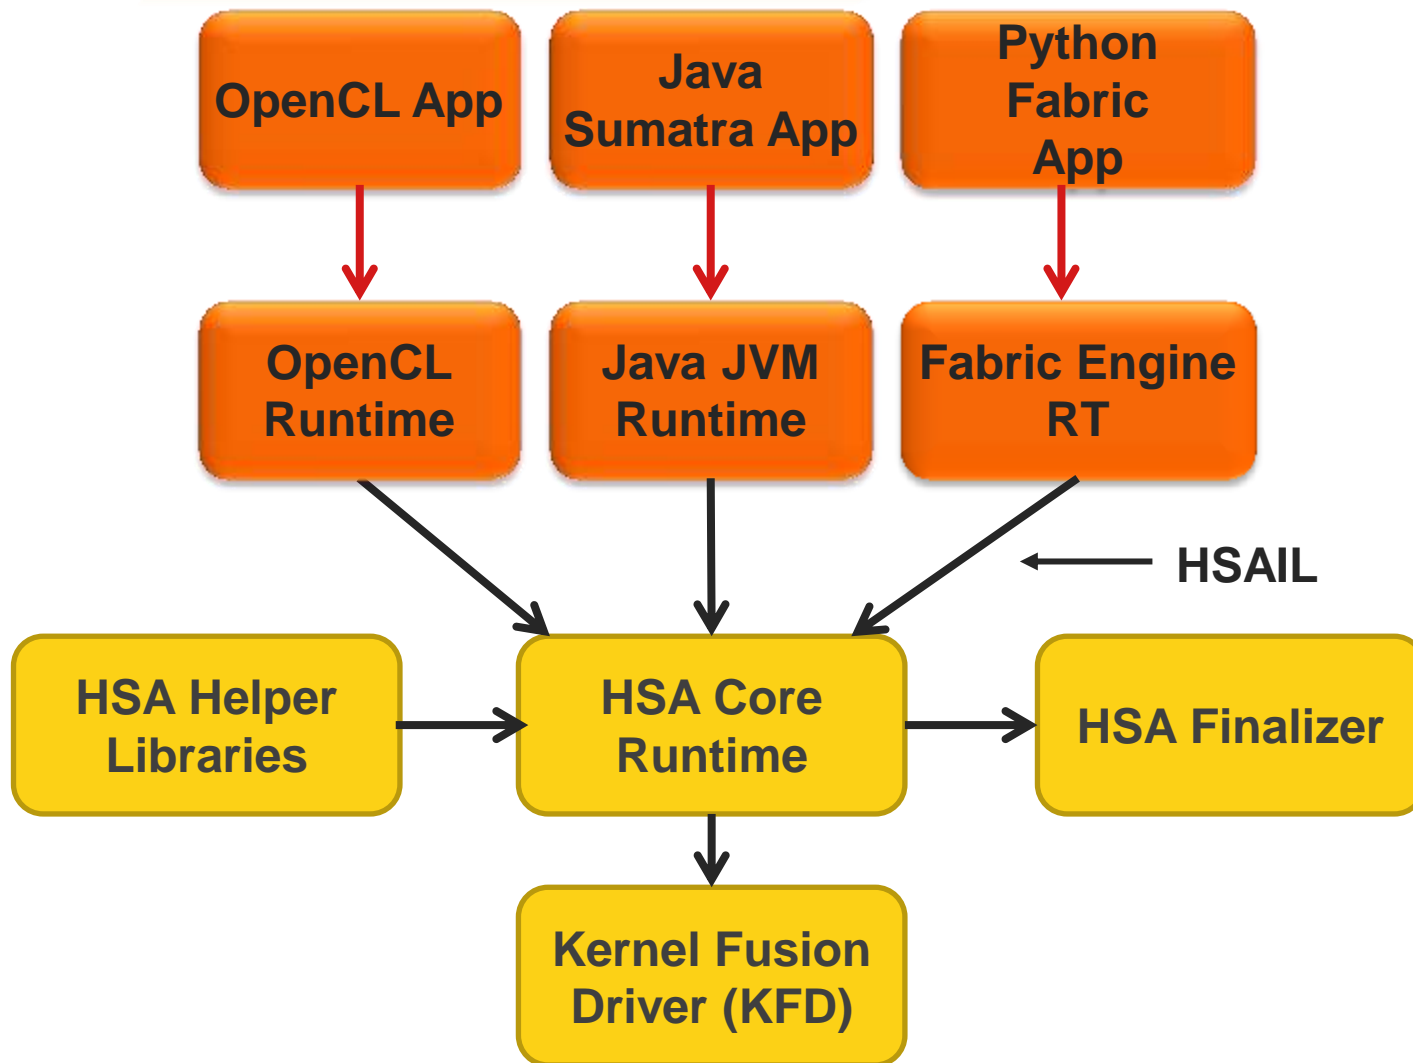 OpenCL App
Java
Sumatra App
Python
Fabric
App
OpenCL
Runtime
Java JVM
Runtime
Fabric Engine
RT
HSAIL
HSA Helper
Libraries
HSA Core
Runtime
HSA Finalizer
Kernel Fusion
Driver (KFD)